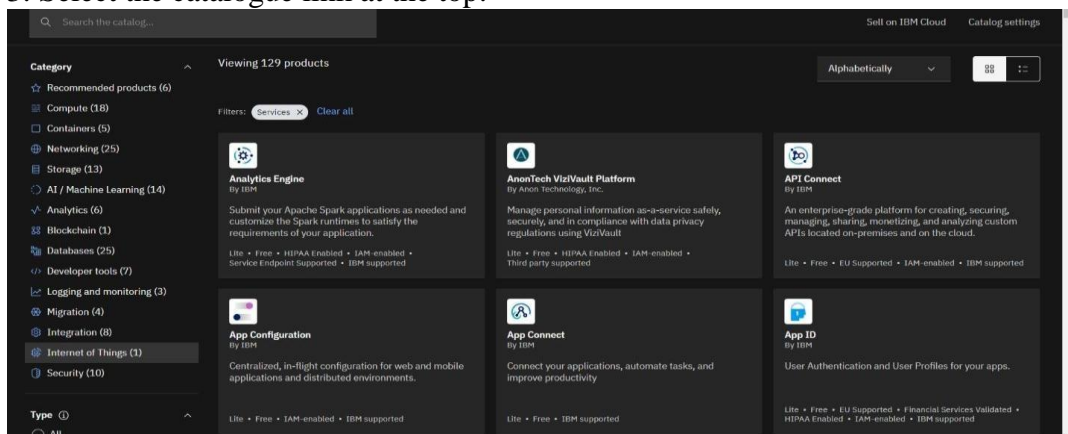 3. Select the catalogue link at the top.
Search the catalog...
Sell on IBM Cloud
Catalog settings
Category
Recommended products (6)
Compute (18)
Containers (5)
Networking (25)
Storage (13)
AI / Machine Learning (14)
Analytics (6)
Blockchain (1)
Databases (25)
Developer tools (7)
Logging and monitoring (3)
Migration (4)
Integration (8)
Internet of Things (1)
Security (10)
Type
All
Viewing 129 products
Alphabetically
Filters: Services Clear all
Analytics Engine
By IBM
Submit your Apache Spark applications as needed and
customize the Spark runtimes to satisfy the
requirements of your application.
Lite • Free • HIPAA Enabled • IAM-enabled •
Service Endpoint Supported • IBM supported
AnonTech ViziVault Platform
By Anon Technology, Inc.
Manage personal information as-a-service safely,
securely, and in compliance with data privacy
regulations using ViziVault
Lite • Free • HIPAA Enabled • IAM-enabled •
Third party supported
API Connect
By IBM
An enterprise-grade platform for creating, securing,
managing, sharing, monetizing, and analyzing custom
APIs located on-premises and on the cloud.
Lite • Free • EU Supported • IAM-enabled • IBM supported
App Configuration
By IBM
Centralized, in-flight configuration for web and mobile
applications and distributed environments.
Lite • Free • IAM-enabled • IBM supported
App Connect
By IBM
Connect your applications, automate tasks, and
improve productivity
Lite • Free • IBM supported
App ID
By IBM
User Authentication and User Profiles for your apps.
Lite • Free • EU Supported • Financial Services Validated •
HIPAA Enabled • IAM-enabled • IBM supported